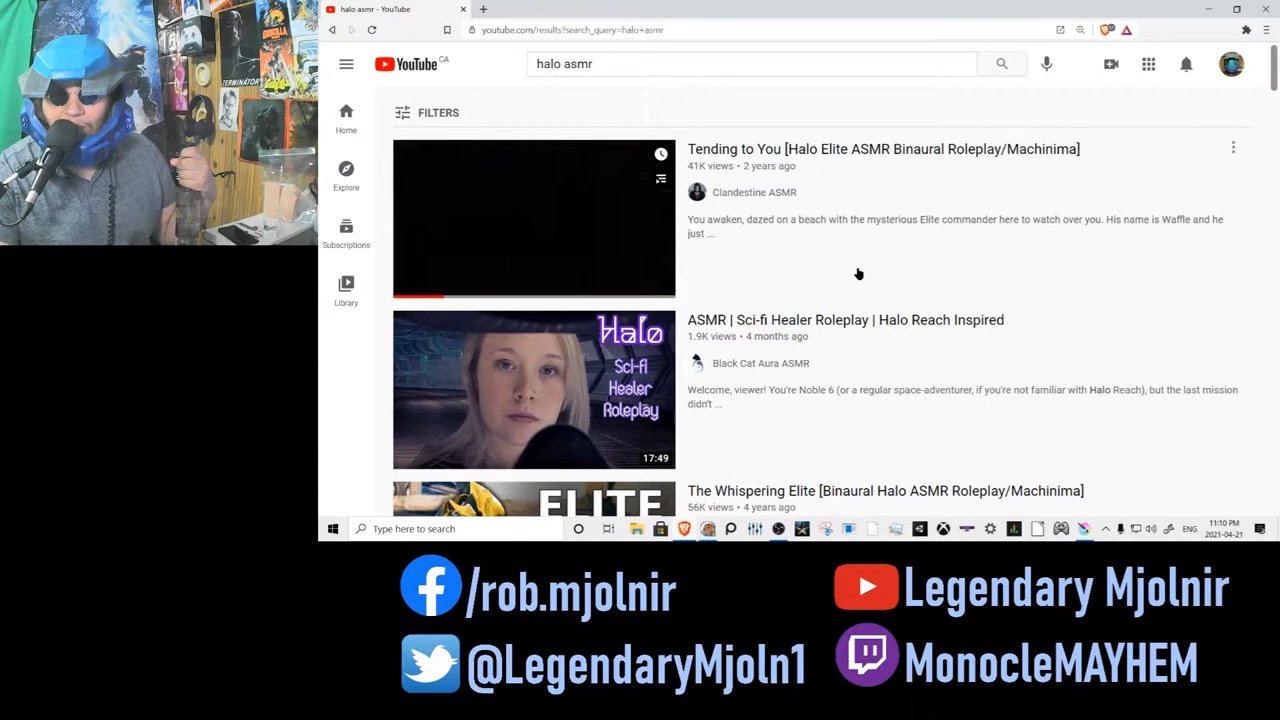 halo asmr - YouTube
youtube.com/results?search_query=halo+asmr
YouTube CA
halo asmr
FILTERS
Home
Explore
Subscriptions
Library
Tending to You [Halo Elite ASMR Binaural Roleplay/Machinima]
41K views • 2 years ago
Clandestine ASMR
You awaken, dazed on a beach with the mysterious Elite commander here to watch over you. His name is Waffle and he
just ...
Halo
Sci-fi
Healer
Roleplay
17:49
ASMR | Sci-fi Healer Roleplay | Halo Reach Inspired
1.9K views • 4 months ago
Black Cat Aura ASMR
Welcome, viewer! You're Noble 6 (or a regular space-adventurer, if you're not familiar with Halo Reach), but the last mission
didn't ...
ELITE
The Whispering Elite [Binaural Halo ASMR Roleplay/Machinima]
56K views • 4 years ago
Type here to search
ENG
11:10 PM
2021-04-21
TERMINATOR
/rob.mjolnir
Legendary Mjolnir
@LegendaryMjoln1
MonocleMAYHEM